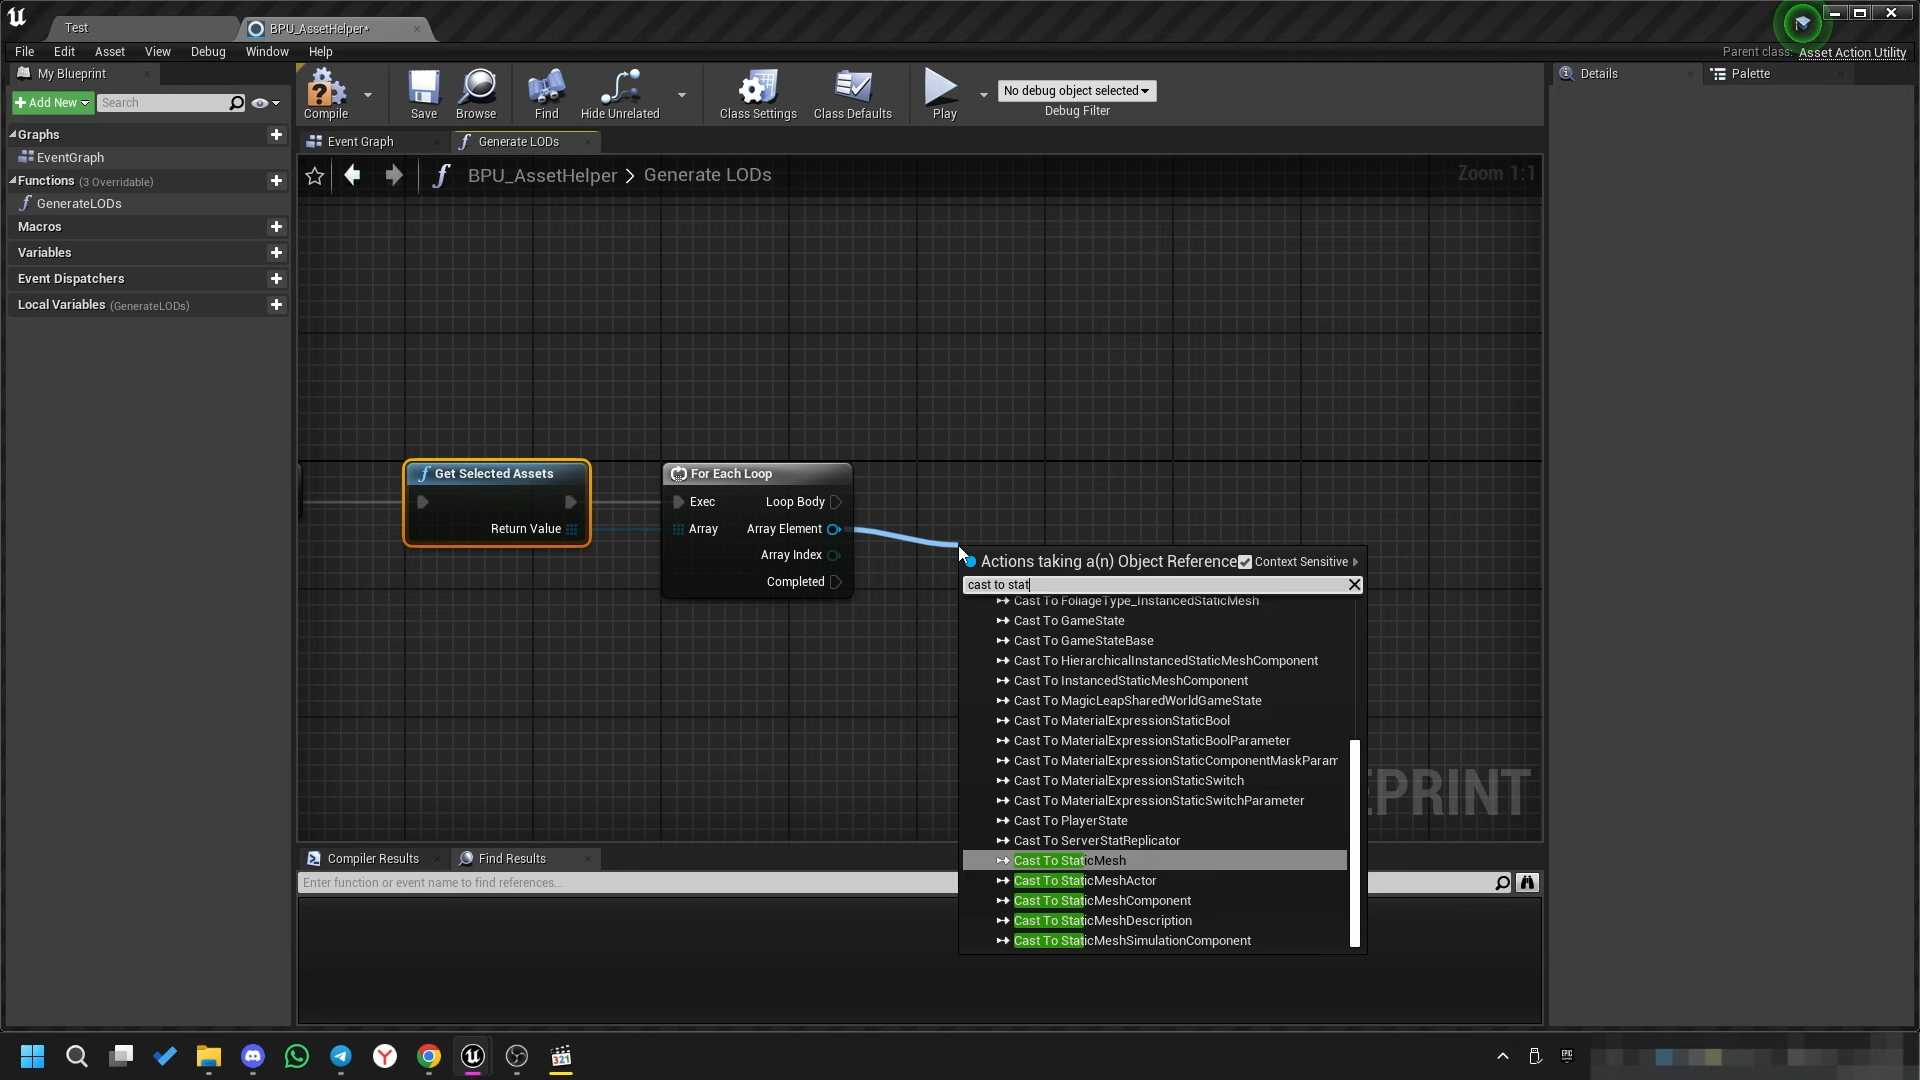 Test
BPU_AssetHelper*
File Edit Asset View Debug Window Help
Parent class: Asset Action Utility
My Blueprint
Add New
Search
Graphs
EventGraph
Functions (3 Overridable)
GenerateLODs
Macros
Variables
Event Dispatchers
Local Variables (GenerateLODs)
Compile
Save
Browse
Find
Hide Unrelated
Class Settings
Class Defaults
Play
No debug object selected
Debug Filter
Event Graph
Generate LODs
BPU_AssetHelper > Generate LODs
Zoom 1:1
Get Selected Assets
Return Value
For Each Loop
Exec
Loop Body
Array
Array Element
Array Index
Completed
Actions taking a(n) Object Reference
Context Sensitive
cast to stat
Cast To FoliageType_InstancedStaticMesh
Cast To GameState
Cast To GameStateBase
Cast To HierarchicalInstancedStaticMeshComponent
Cast To InstancedStaticMeshComponent
Cast To MagicLeapSharedWorldGameState
Cast To MaterialExpressionStaticBool
Cast To MaterialExpressionStaticBoolParameter
Cast To MaterialExpressionStaticComponentMaskParam
Cast To MaterialExpressionStaticSwitch
Cast To MaterialExpressionStaticSwitchParameter
Cast To PlayerState
Cast To ServerStatReplicator
Cast To StaticMesh
Cast To StaticMeshActor
Cast To StaticMeshComponent
Cast To StaticMeshDescription
Cast To StaticMeshSimulationComponent
EPRINT
Compiler Results
Find Results
Enter function or event name to find references...
Details
Palette
321
EPIC